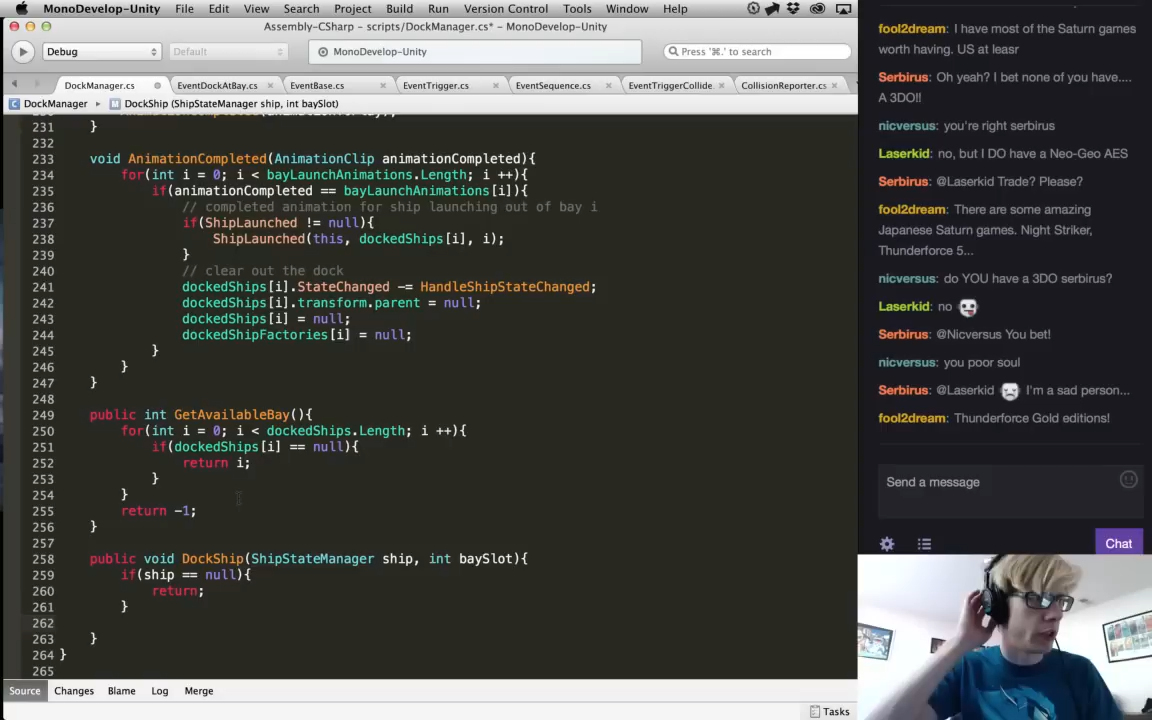 MonoDevelop-Unity File Edit View Search Project Build Run Version Control Tools Window Help
Assembly-CSharp - scripts/DockManager.cs* - MonoDevelop-Unity
Debug Default MonoDevelop-Unity Press '⌘.' to search
DockManager.cs EventDockAtBay.cs EventBase.cs EventTrigger.cs EventSequence.cs EventTriggerCollide. CollisionReporter.cs
DockManager ▸ DockShip (ShipStateManager ship, int baySlot)
231 }
232
233 void AnimationCompleted(AnimationClip animationCompleted){
234 for(int i = 0; i < bayLaunchAnimations.Length; i ++){
235 if(animationCompleted == bayLaunchAnimations[i]){
236 // completed animation for ship launching out of bay i
237 if(ShipLaunched != null){
238 ShipLaunched(this, dockedShips[i], i);
239 }
240 // clear out the dock
241 dockedShips[i].StateChanged -= HandleShipStateChanged;
242 dockedShips[i].transform.parent = null;
243 dockedShips[i] = null;
244 dockedShipFactories[i] = null;
245 }
246 }
247 }
248
249 public int GetAvailableBay(){
250 for(int i = 0; i < dockedShips.Length; i ++){
251 if(dockedShips[i] == null){
252 return i;
253 }
254 }
255 return -1;
256 }
257
258 public void DockShip(ShipStateManager ship, int baySlot){
259 if(ship == null){
260 return;
261 }
262
263 }
264 }
265
Source Changes Blame Log Merge
Tasks
fool2dream: I have most of the Saturn games
worth having. US at leasr
Serbirus: Oh yeah? I bet none of you have....
A 3DO!!
nicversus: you're right serbirus
Laserkid: no, but I DO have a Neo-Geo AES
Serbirus: @Laserkid Trade? Please?
fool2dream: There are some amazing
Japanese Saturn games. Night Striker,
Thunderforce 5...
nicversus: do YOU have a 3DO serbirus?
Laserkid: no
Serbirus: @Nicversus You bet!
nicversus: you poor soul
Serbirus: @Laserkid I'm a sad person...
fool2dream: Thunderforce Gold editions!
Send a message
Chat